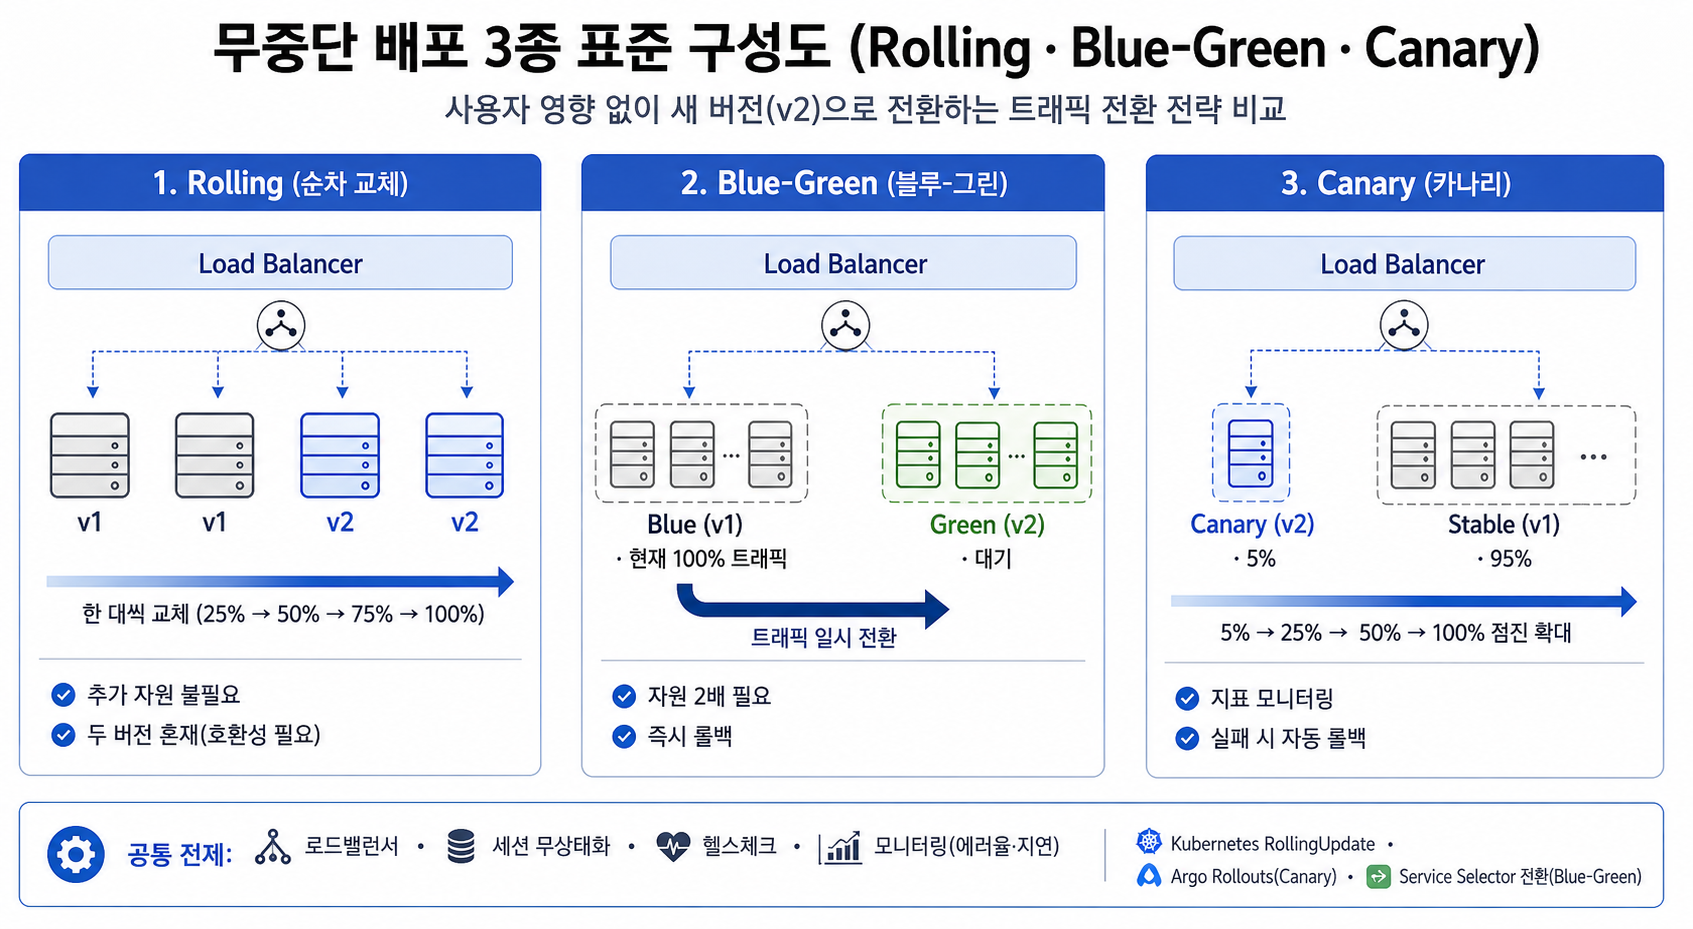 무중단 배포 3종 표준 구성도 (Rolling · Blue-Green · Canary)
사용자 영향 없이 새 버전(v2)으로 전환하는 트래픽 전환 전략 비교
1. Rolling (순차 교체)
Load Balancer
v1
v1
v2
v2
한 대씩 교체 (25% → 50% → 75% → 100%)
추가 자원 불필요
두 버전 혼재(호환성 필요)
2. Blue-Green (블루-그린)
Load Balancer
...
...
Blue (v1)
· 현재 100% 트래픽
Green (v2)
· 대기
트래픽 일시 전환
자원 2배 필요
즉시 롤백
3. Canary (카나리)
Load Balancer
...
Canary (v2)
· 5%
Stable (v1)
· 95%
5% → 25% → 50% → 100% 점진 확대
지표 모니터링
실패 시 자동 롤백
공통 전제: 로드밸런서 • 세션 무상태화 • 헬스체크 • 모니터링(에러율·지연)
Kubernetes RollingUpdate •
Argo Rollouts(Canary) • Service Selector 전환(Blue-Green)